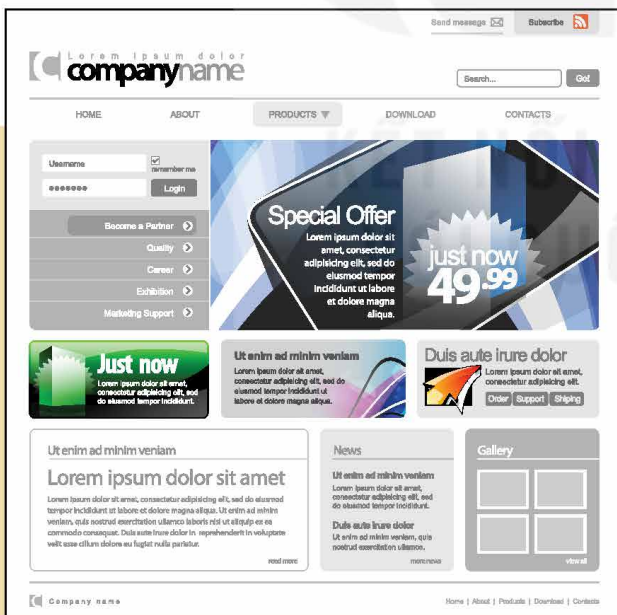 Send message
Subscribe
Lorem ipsum dolor
companyname
Search...
Go!
HOME
ABOUT
PRODUCTS
DOWNLOAD
CONTACTS
Username
remember me
Login
Become a Partner
Quality
Career
Exhibition
Marketing Support
Special Offer
Lorem ipsum dolor sit
amet, consectetur
adipisicing elit, sed do
eiusmod tempor
incididunt ut labore
et dolore magna
aliqua.
just now
49.99
KẾT NỐI
Just now
Lorem ipsum dolor sit amet,
consectetur adipisicing elit, sed
do eiusmod tempor incididunt.
Ut enim ad minim veniam
Lorem ipsum dolor sit amet,
consectetur adipisicing elit, sed do
eiusmod tempor incididunt ut
labore et dolore magna aliqua.
Duis aute irure dolor
Lorem ipsum dolor sit amet,
consectetur adipisicing elit.
Order
Support
Shiping
Ut enim ad minim veniam
Lorem ipsum dolor sit amet
Lorem ipsum dolor sit amet, consectetur adipisicing elit, sed do eiusmod
tempor incididunt ut labore et dolore magna aliqua. Ut enim ad minim
veniam, quis nostrud exercitation ullamco laboris nisi ut aliquip ex ea
commodo consequat. Duis aute irure dolor in reprehenderit in voluptate
velit esse cillum dolore eu fugiat nulla pariatur.
read more
News
Ut enim ad minim veniam
Lorem ipsum dolor sit amet,
consectetur adipisicing elit, sed
do eiusmod tempor incididunt.
Duis aute irure dolor
Ut enim ad minim veniam, quis
nostrud exercitation ullamco.
more news
Gallery
view all
Company name
Home | About | Products | Download | Contacts